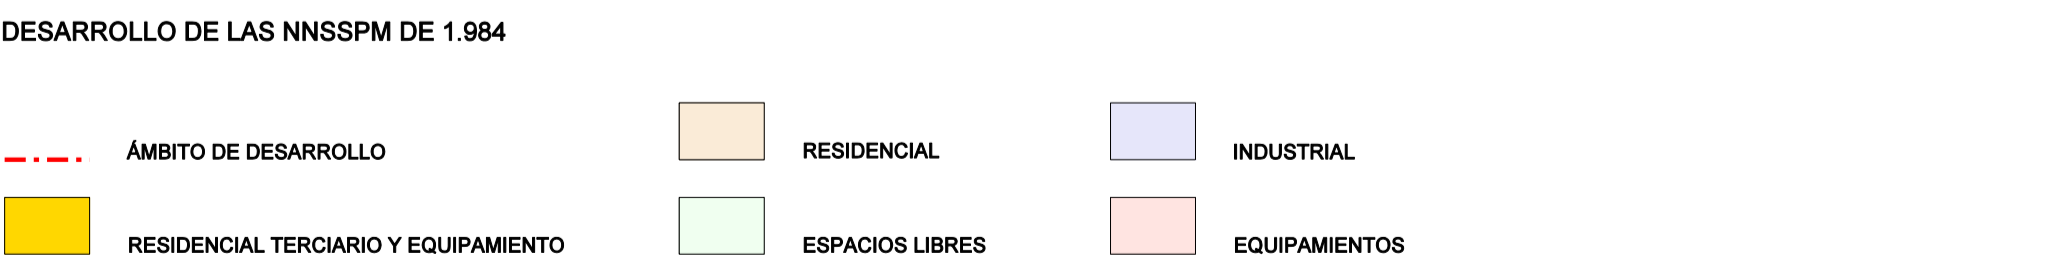 DESARROLLO DE LAS NNSSPM DE 1.984
ÁMBITO DE DESARROLLO
RESIDENCIAL
INDUSTRIAL
RESIDENCIAL TERCIARIO Y EQUIPAMIENTO
ESPACIOS LIBRES
EQUIPAMIENTOS